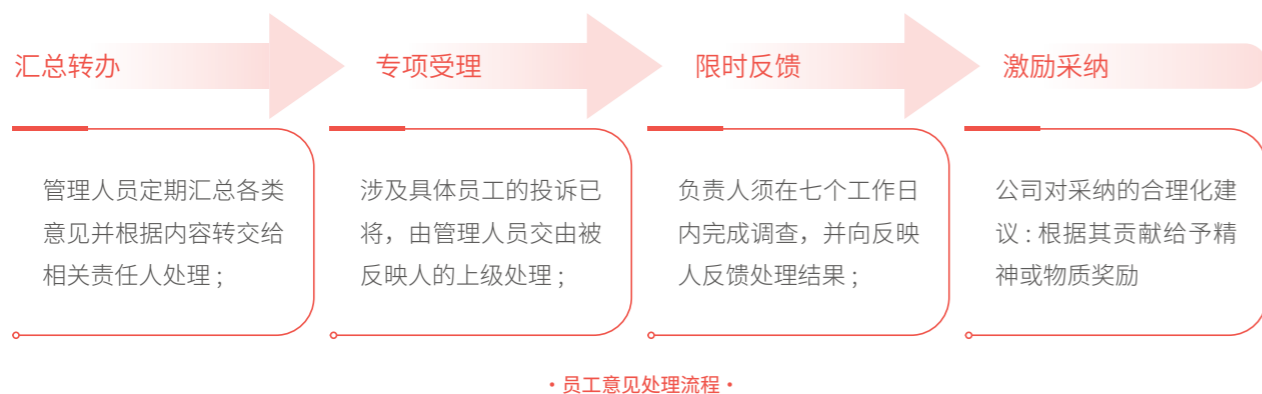 汇总转办
专项受理
限时反馈
激励采纳
管理人员定期汇总各类
意见并根据内容转交给
相关责任人处理;
涉及具体员工的投诉已
将，由管理人员交由被
反映人的上级处理;
负责人须在七个工作日
内完成调查，并向反映
人反馈处理结果;
公司对采纳的合理化建
议:根据其贡献给予精
神或物质奖励
·员工意见处理流程·